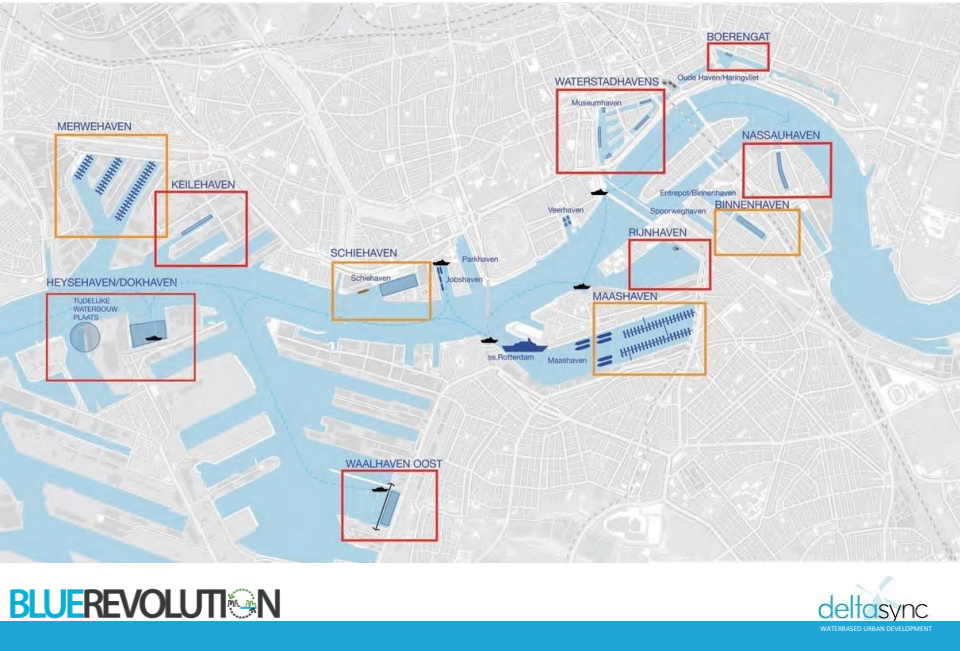 BOERENGAT
Oude Haven/Haringvliet
WATERSTADHAVENS
Museumhaven
MERWEHAVEN
NASSAUHAVEN
KEILEHAVEN
Entrepot/Binnenhaven
BINNENHAVEN
Veerhaven
Spoorweghaven
RIJNHAVEN
SCHIEHAVEN
Parkhaven
Schiehaven
Jobshaven
HEYSEHAVEN/DOKHAVEN
TIJDELIJKE
WATERBOUW
PLAATS
MAASHAVEN
ss.Rotterdam
Maashaven
WAALHAVEN OOST
BLUEREVOLUTION
deltasync
WATERBASED URBAN DEVELOPMENT